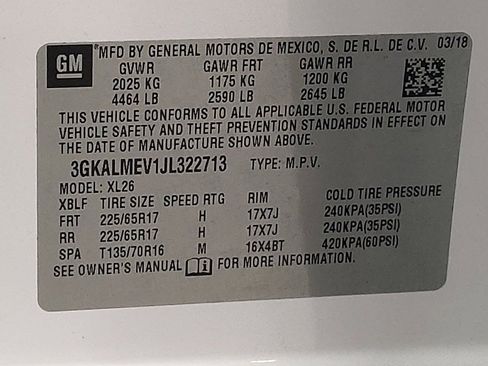 GM
*MFD BY GENERAL MOTORS DE MEXICO, S. DE R.L. DE C.V. 03/18
GVWR GAWR FRT GAWR RR
2025 KG 1175 KG 1200 KG
4464 LB 2590 LB 2645 LB
THIS VEHICLE CONFORMS TO ALL APPLICABLE U.S. FEDERAL MOTOR
VEHICLE SAFETY AND THEFT PREVENTION STANDARDS IN EFFECT ON
THE DATE OF MANUFACTURE SHOWN ABOVE.
3GKALMEV1JL322713 TYPE: M.P.V.
MODEL: XL26
XBLF TIRE SIZE SPEED RTG RIM COLD TIRE PRESSURE
FRT 225/65R17 H 17X7J 240KPA(35PSI)
RR 225/65R17 H 17X7J 240KPA(35PSI)
SPA T135/70R16 M 16X4BT 420KPA(60PSI)
SEE OWNER'S MANUAL FOR MORE INFORMATION.